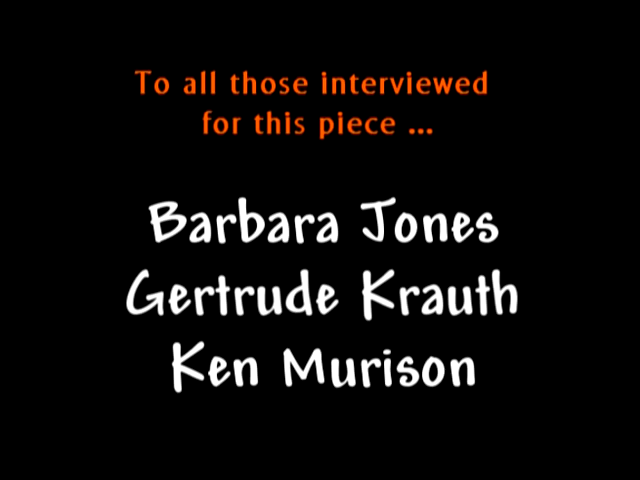 To all those interviewed
for this piece ...
Barbara Jones
Gertrude Krauth
Ken Murison